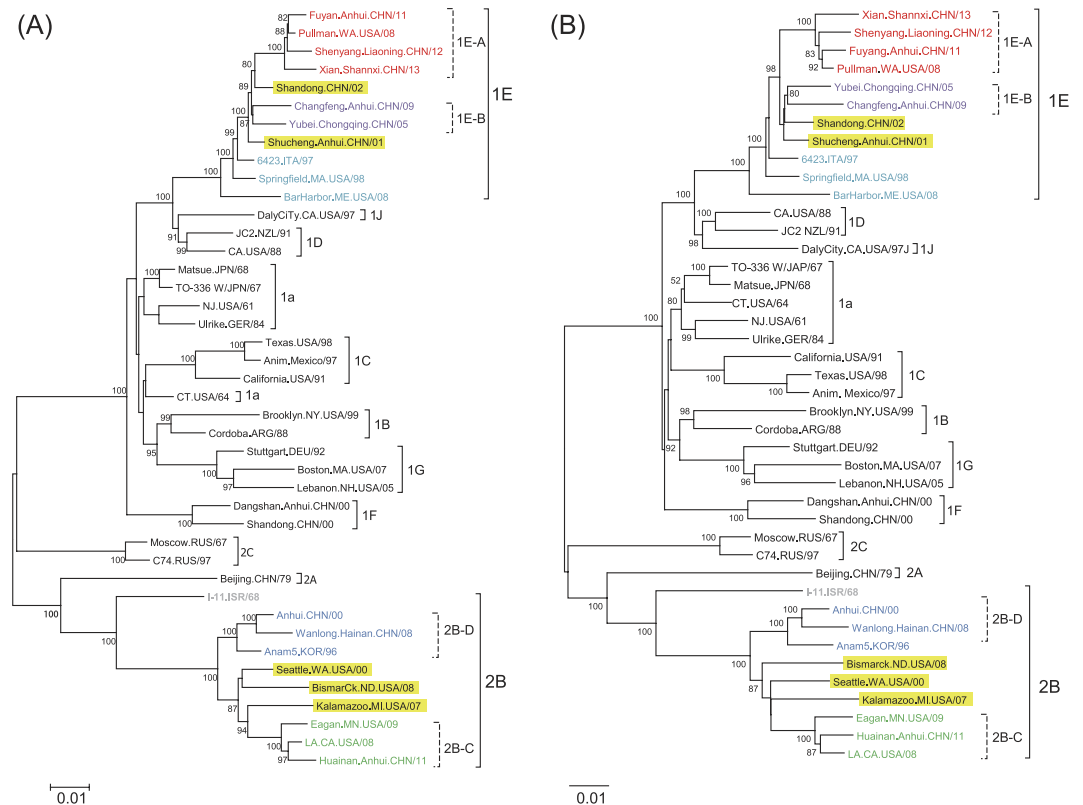 (A)
82
Fuyan.Anhui.CHN/11
88
Pullman.WA.USA/08
1E-A
100
Shenyang.Liaoning.CHN/12
Xian.Shannxi.CHN/13
80
1E
89
Shandong.CHN/02
Changfeng.Anhui.CHN/09
1E-B
87
Yubei.Chongqing.CHN/05
99
Shucheng.Anhui.CHN/01
100
6423.ITA/97
100
Springfield.MA.USA/98
100
BarHarbor.ME.USA/08
DalyCiTy.CA.USA/97
1J
91
JC2.NZL/91
1D
99
CA.USA/88
100
Matsue.JPN/68
100
TO-336 W/JPN/67
1a
NJ.USA/61
Ulrike.GER/84
100
Texas.USA/98
100
Anim.Mexico/97
1C
California.USA/91
100
CT.USA/64
1a
99
Brooklyn.NY.USA/99
1B
Cordoba.ARG/88
95
Stuttgart.DEU/92
100
Boston.MA.USA/07
1G
97
Lebanon.NH.USA/05
Dangshan.Anhui.CHN/00
1F
100
Shandong.CHN/00
Moscow.RUS/67
2C
100
C74.RUS/97
Beijing.CHN/79
2A
100
I-11.ISR/68
100
Anhui.CHN/00
100
Wanlong.Hainan.CHN/08
2B-D
100
Anam5.KOR/96
100
Seattle.WA.USA/00
2B
BismarCk.ND.USA/08
87
Kalamazoo.MI.USA/07
94
Eagan.MN.USA/09
100
LA.CA.USA/08
2B-C
97
Huainan.Anhui.CHN/11
0.01
(B)
Xian.Shannxi.CHN/13
100
Shenyang.Liaoning.CHN/12
1E-A
83
Fuyang.Anhui.CHN/11
92
Pullman.WA.USA/08
98
Yubei.Chongqing.CHN/05
1E
80
Changfeng.Anhui.CHN/09
1E-B
Shandong.CHN/02
100
Shucheng.Anhui.CHN/01
100
6423.ITA/97
100
Springfield.MA.USA/98
100
BarHarbor.ME.USA/08
CA.USA/88
100
JC2 NZL/91
1D
98
DalyCity.CA.USA/97J
1J
TO-336 W/JAP/67
100
Matsue.JPN/68
52
CT.USA/64
1a
80
NJ.USA/61
99
Ulrike.GER/84
100
California.USA/91
Texas.USA/98
1C
100
100
Anim. Mexico/97
98
Brooklyn.NY.USA/99
1B
Cordoba.ARG/88
92
Stuttgart.DEU/92
100
Boston.MA.USA/07
1G
96
Lebanon.NH.USA/05
Dangshan.Anhui.CHN/00
1F
100
Shandong.CHN/00
Moscow.RUS/67
2C
100
C74.RUS/97
Beijing.CHN/79
2A
100
I-11.ISR/68
Anhui.CHN/00
100
Wanlong.Hainan.CHN/08
2B-D
100
100
Anam5.KOR/96
100
Bismarck.ND.USA/08
Seattle.WA.USA/00
2B
87
Kalamazoo.MI.USA/07
Eagan.MN.USA/09
100
Huainan.Anhui.CHN/11
2B-C
87
LA.CA.USA/08
0.01